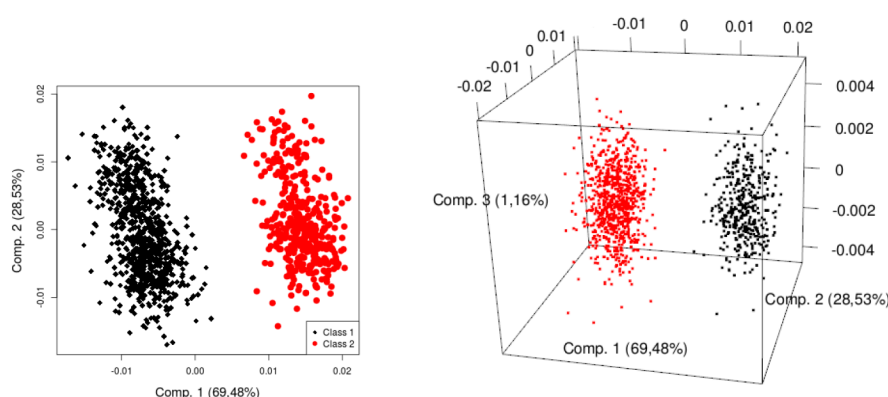 0.02
0.01
0.00
-0.01
Comp. 2 (28,53%)
-0.01 0.00 0.01 0.02
Comp. 1 (69,48%)
Class 1
Class 2
-0.01 0 0.01 0.02
-0.02 -0.01 0 0.01
0.004
0.002
0
-0.002
-0.004
Comp. 3 (1,16%)
Comp. 2 (28,53%)
Comp. 1 (69,48%)